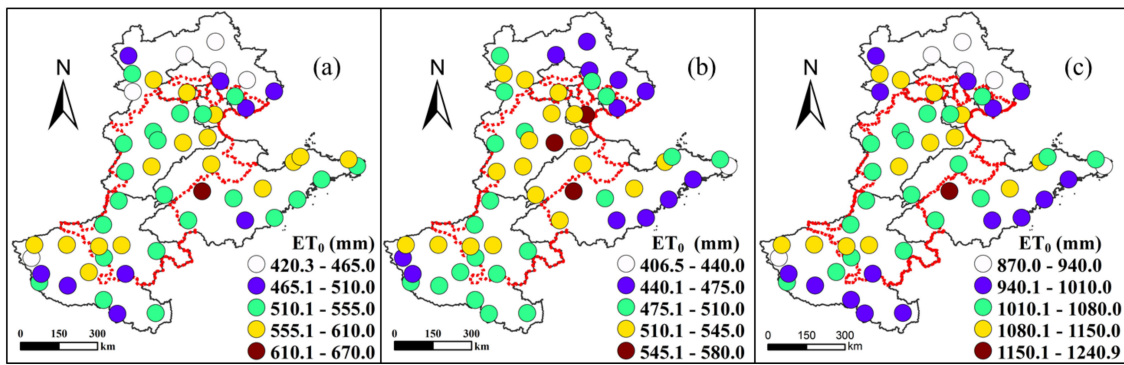 N
(a)
ET₀ (mm)
420.3 - 465.0
465.1 - 510.0
510.1 - 555.0
555.1 - 610.0
610.1 - 670.0
0 150 300
km
N
(b)
ET₀ (mm)
406.5 - 440.0
440.1 - 475.0
475.1 - 510.0
510.1 - 545.0
545.1 - 580.0
0 150 300
km
N
(c)
ET₀ (mm)
870.0 - 940.0
940.1 - 1010.0
1010.1 - 1080.0
1080.1 - 1150.0
1150.1 - 1240.9
0 150 300
km